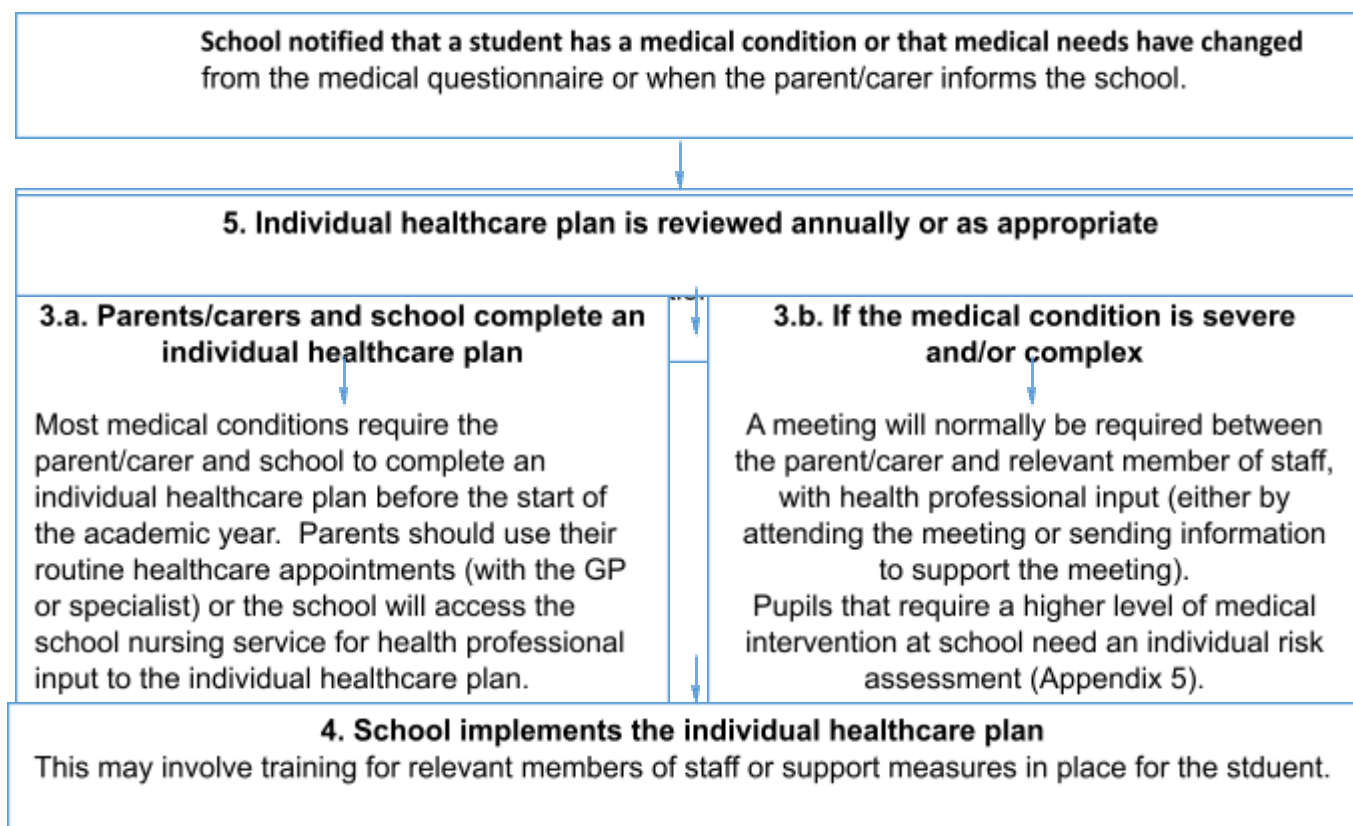 School notified that a student has a medical condition or that medical needs have changed
from the medical questionnaire or when the parent/carer informs the school.
5. Individual healthcare plan is reviewed annually or as appropriate
3.a. Parents/carers and school complete an
individual healthcare plan
Most medical conditions require the
parent/carer and school to complete an
individual healthcare plan before the start of
the academic year.  Parents should use their
routine healthcare appointments (with the GP
or specialist) or the school will access the
school nursing service for health professional
input to the individual healthcare plan.
3.b. If the medical condition is severe
and/or complex
A meeting will normally be required between
the parent/carer and relevant member of staff,
with health professional input (either by
attending the meeting or sending information
to support the meeting).
Pupils that require a higher level of medical
intervention at school need an individual risk
assessment (Appendix 5).
4. School implements the individual healthcare plan
This may involve training for relevant members of staff or support measures in place for the stduent.